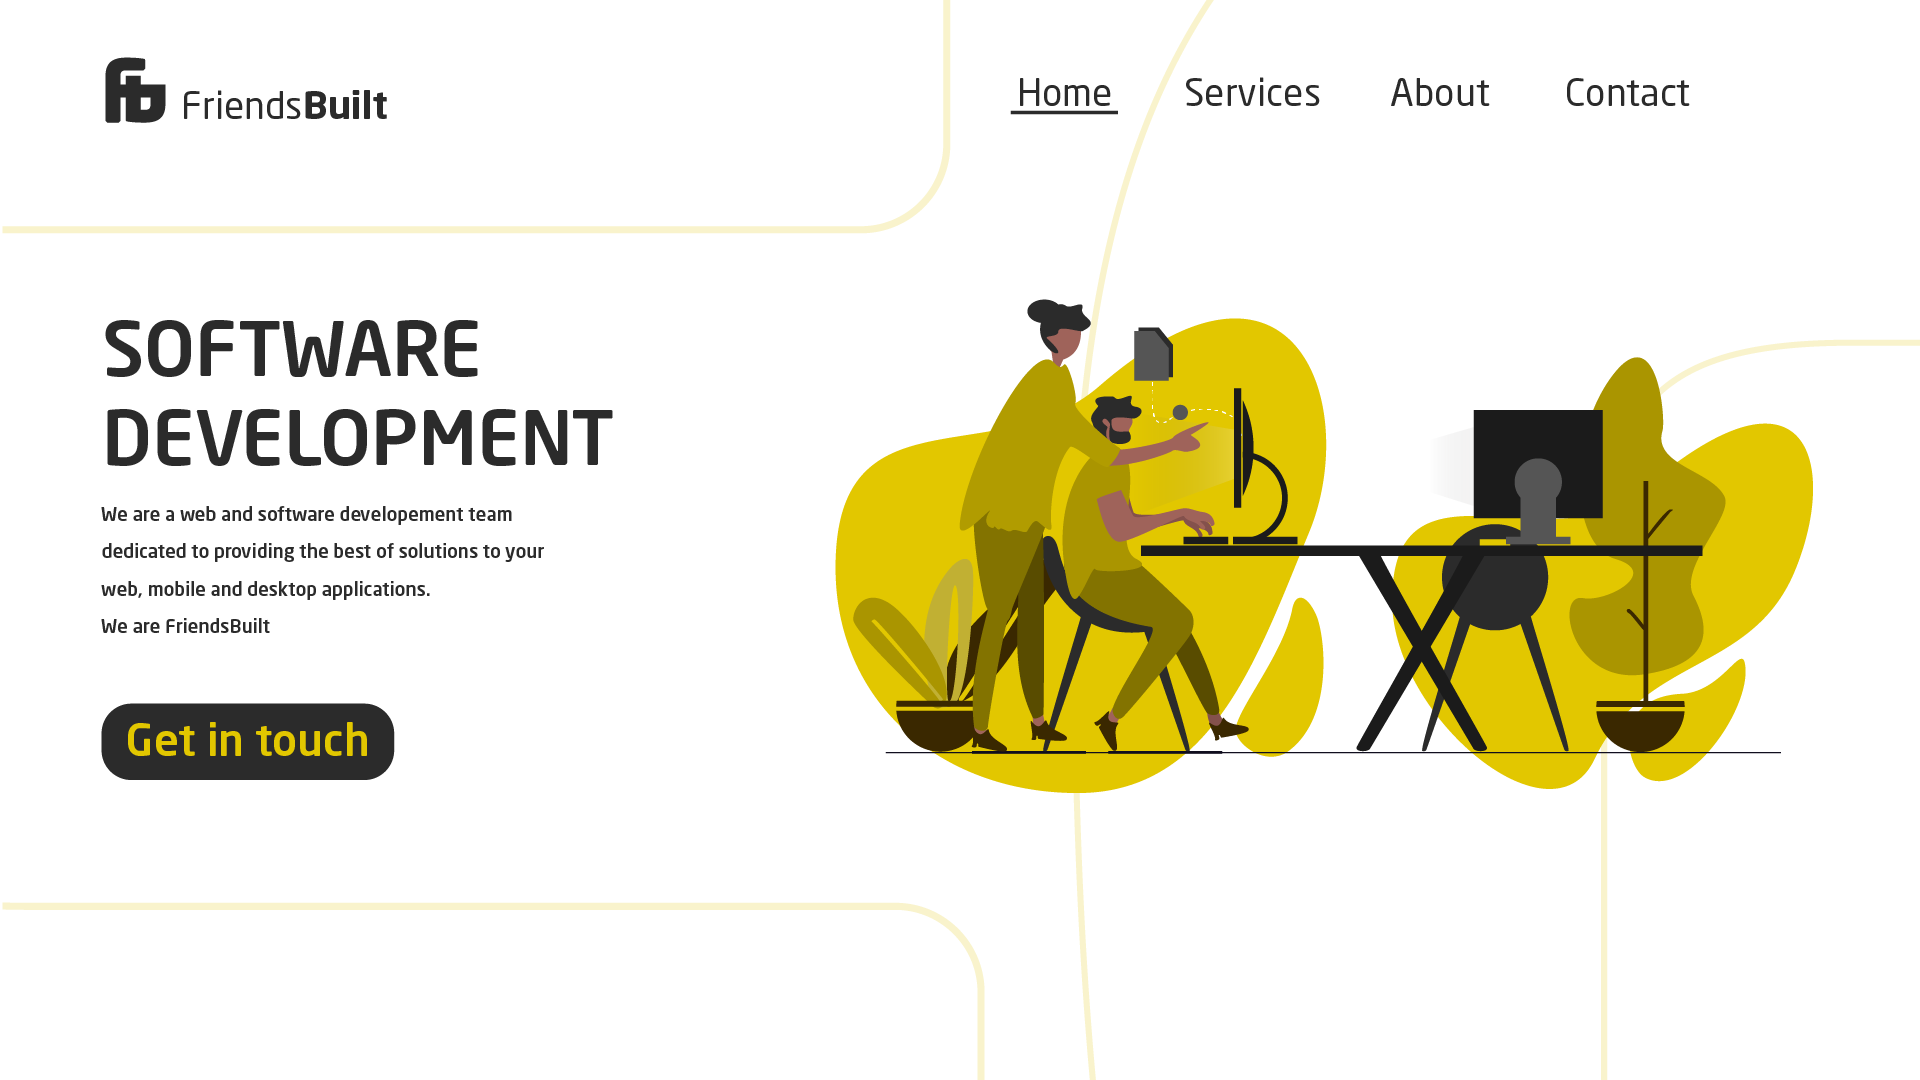 fb FriendsBuilt
Home Services About Contact
SOFTWARE
DEVELOPMENT
We are a web and software developement team
dedicated to providing the best of solutions to your
web, mobile and desktop applications.
We are FriendsBuilt
Get in touch